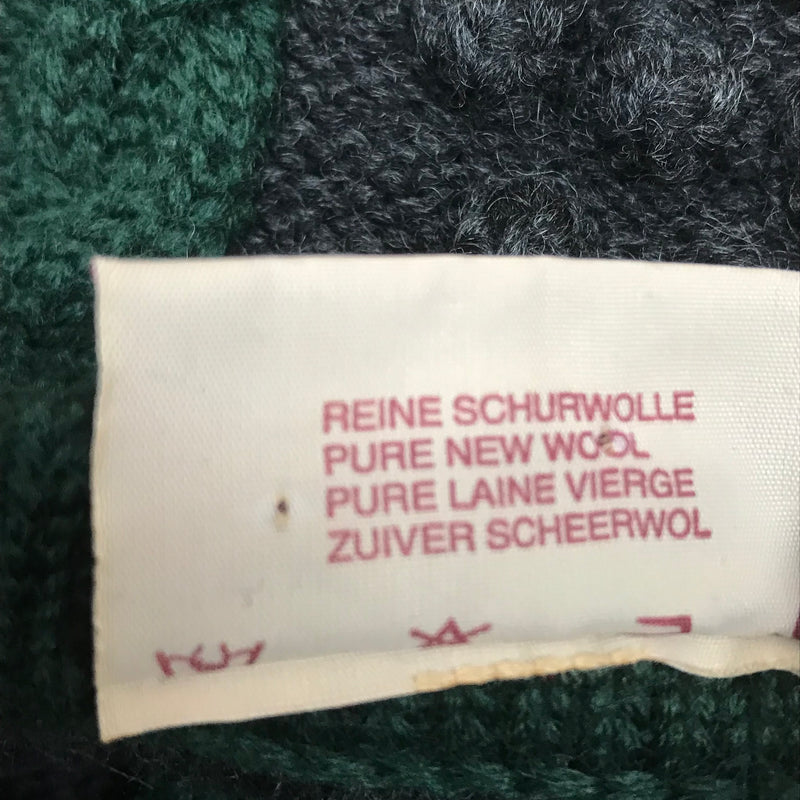 REINE SCHURWOLLE
PURE NEW WOOL
PURE LAINE VIERGE
ZUIVER SCHEERWOL